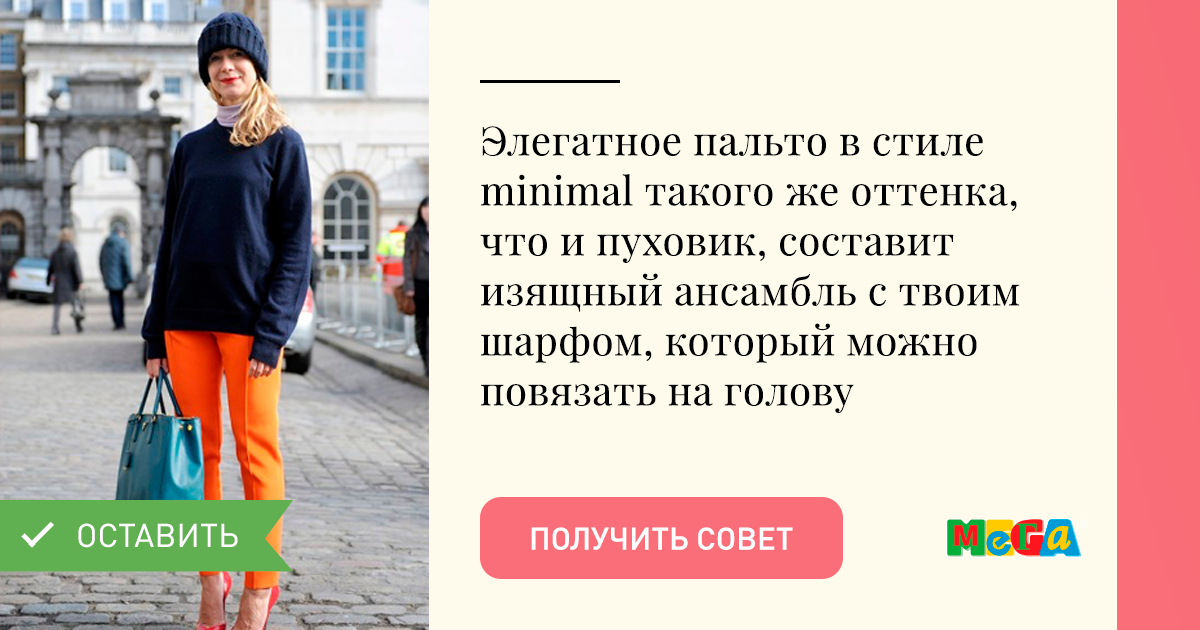 Элегатное пальто в стиле
minimal такого же оттенка,
что и пуховик, составит
изящный ансамбль с твоим
шарфом, который можно
повязать на голову
ОСТАВИТЬ
ПОЛУЧИТЬ СОВЕТ
МЕГА